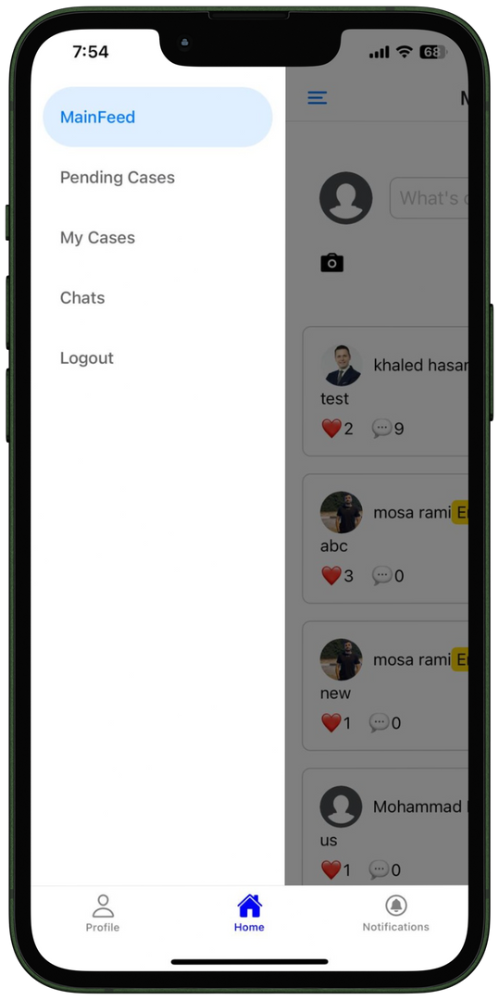 7:54
68
MainFeed
Pending Cases
My Cases
Chats
Logout
M
What's
khaled hasan
test
2 9
mosa rami
abc
3 0
mosa rami
new
1 0
Mohammad
us
1 0
Profile
Home
Notifications